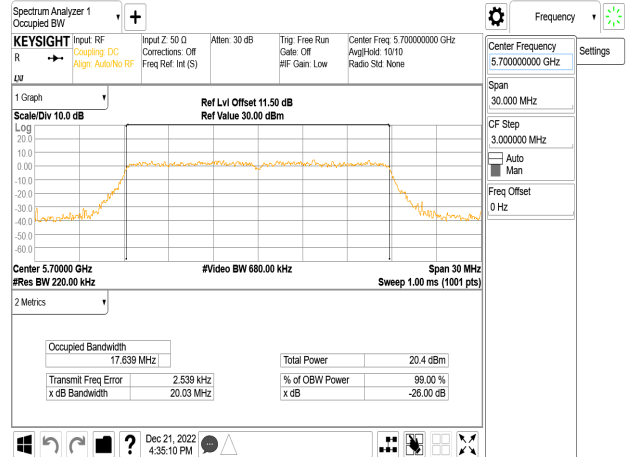 Spectrum Analyzer 1
Occupied BW
Frequency
KEYSIGHT
R
Input: RF
Coupling: DC
Align: Auto/No RF
Input Z: 50 Ω
Corrections: Off
Freq Ref: Int (S)
Atten: 30 dB
Trig: Free Run
Gate: Off
#IF Gain: Low
Center Freq: 5.700000000 GHz
Avg|Hold: 10/10
Radio Std: None
Center Frequency
5.700000000 GHz
Settings
Span
30.000 MHz
CF Step
3.000000 MHz
Auto
Man
Freq Offset
0 Hz
1 Graph
Scale/Div 10.0 dB
Ref Lvl Offset 11.50 dB
Ref Value 30.00 dBm
Log
20.0
10.0
0.00
-10.0
-20.0
-30.0
-40.0
-50.0
-60.0
Center 5.70000 GHz
#Video BW 680.00 kHz
Span 30 MHz
#Res BW 220.00 kHz
Sweep 1.00 ms (1001 pts)
2 Metrics
Occupied Bandwidth
17.639 MHz
Total Power 20.4 dBm
Transmit Freq Error 2.539 kHz
% of OBW Power 99.00 %
x dB Bandwidth 20.03 MHz
x dB -26.00 dB
Dec 21, 2022
4:35:10 PM